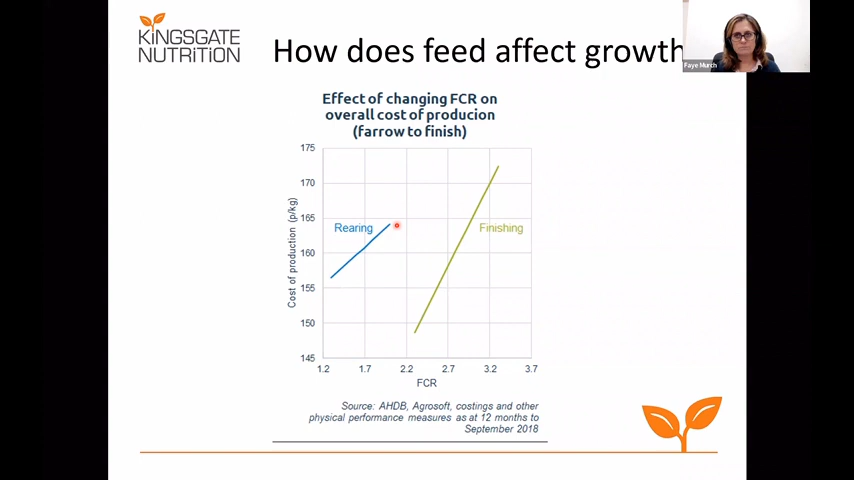 KINGSGATE
NUTRITION
How does feed affect growth
Faye Murch
Effect of changing FCR on
overall cost of producion
(farrow to finish)
175
170
165
160
155
150
145
Cost of production (p/kg)
Rearing
Finishing
1.2 1.7 2.2 2.7 3.2 3.7
FCR
Source: AHDB, Agrosoft, costings and other
physical performance measures as at 12 months to
September 2018